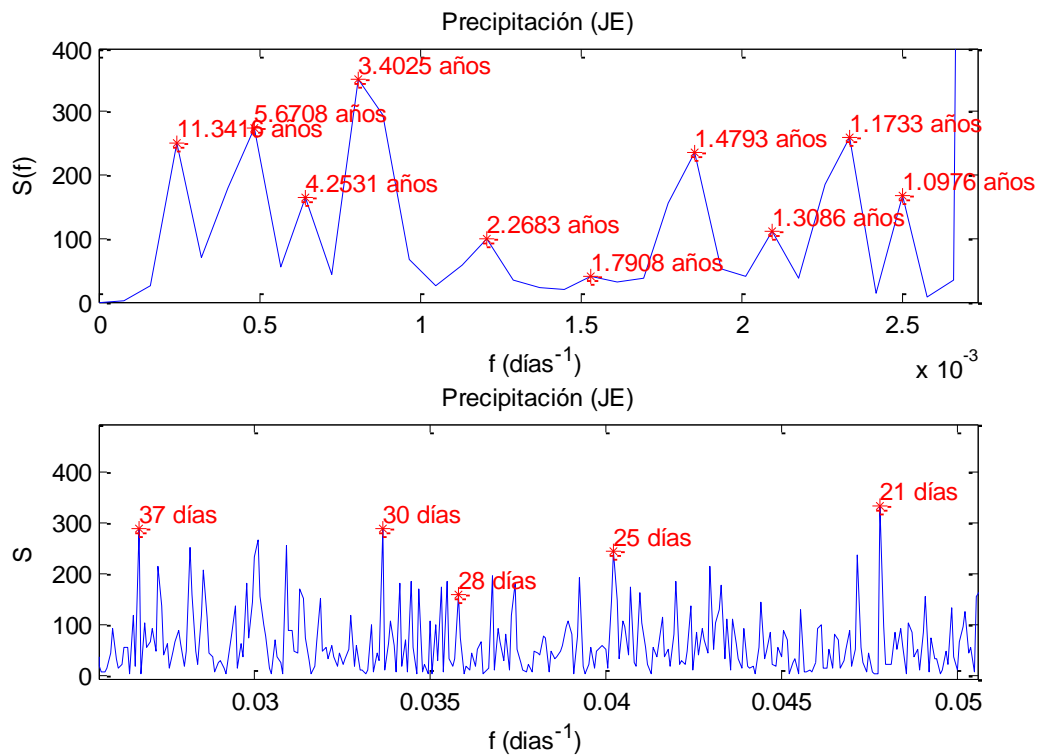 Precipitación (JE)
400
300
200
100
0
S(f)
11.3416 años
5.6708 años
4.2531 años
3.4025 años
2.2683 años
1.7908 años
1.4793 años
1.3086 años
1.1733 años
1.0976 años
0 0.5 1 1.5 2 2.5
f (días-1)
x 10-3
Precipitación (JE)
400
300
200
100
0
S
37 días
30 días
28 días
25 días
21 días
0.03 0.035 0.04 0.045 0.05
f (dias-1)